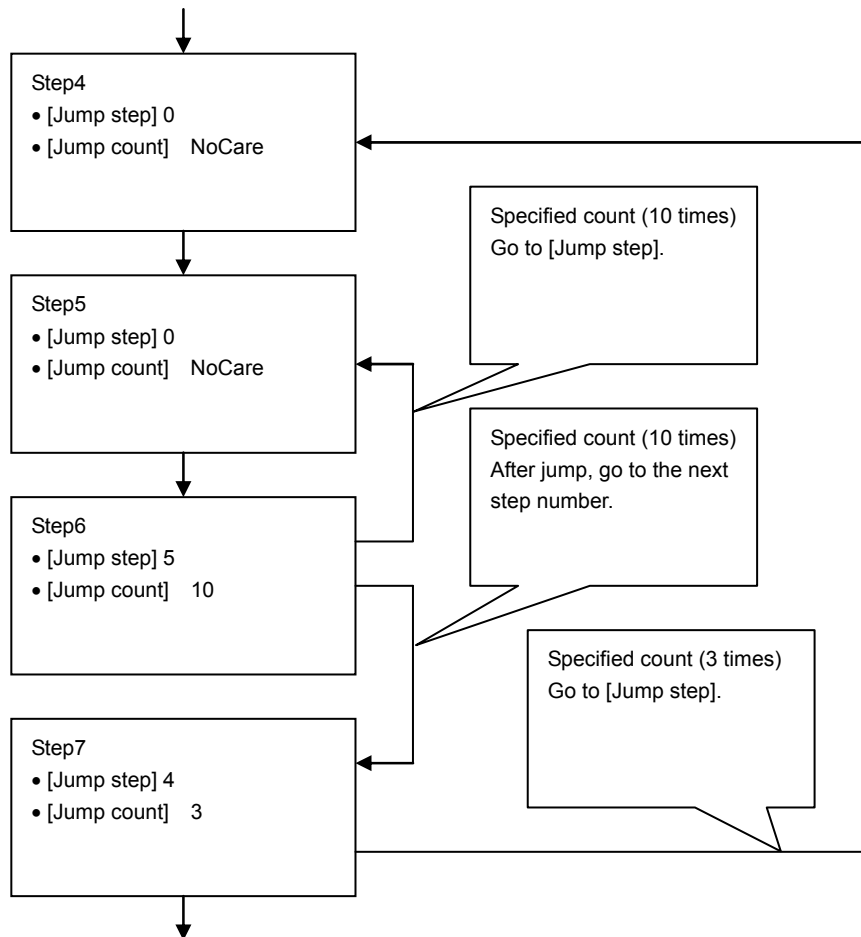 Step4
• [Jump step] 0
• [Jump count] NoCare
Specified count (10 times)
Go to [Jump step].
Step5
• [Jump step] 0
• [Jump count] NoCare
Specified count (10 times)
After jump, go to the next
step number.
Step6
• [Jump step] 5
• [Jump count] 10
Specified count (3 times)
Go to [Jump step].
Step7
• [Jump step] 4
• [Jump count] 3